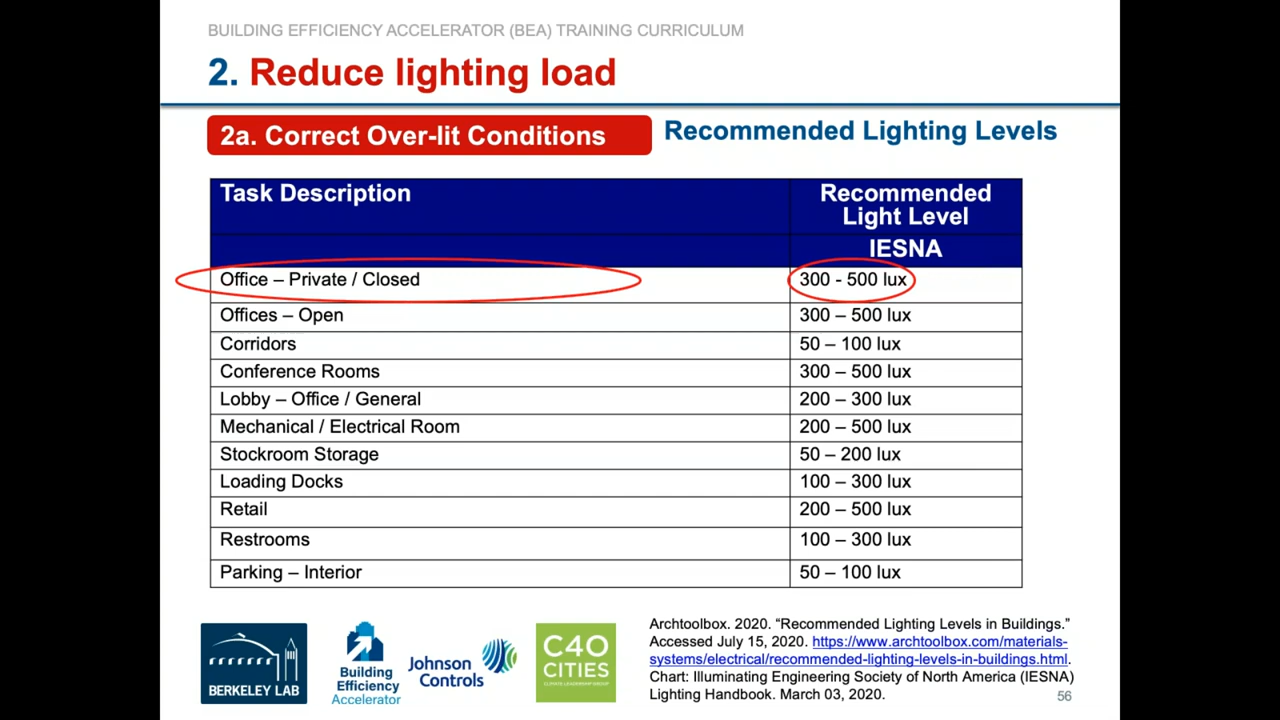 BUILDING EFFICIENCY ACCELERATOR (BEA) TRAINING CURRICULUM
2. Reduce lighting load
2a. Correct Over-lit Conditions
Recommended Lighting Levels
Task Description
Recommended
Light Level
IESNA
Office – Private / Closed
300 - 500 lux
Offices – Open
300 – 500 lux
Corridors
50 – 100 lux
Conference Rooms
300 – 500 lux
Lobby – Office / General
200 – 300 lux
Mechanical / Electrical Room
200 – 500 lux
Stockroom Storage
50 – 200 lux
Loading Docks
100 – 300 lux
Retail
200 – 500 lux
Restrooms
100 – 300 lux
Parking – Interior
50 – 100 lux
BERKELEY LAB
Building
Efficiency
Accelerator
Johnson
Controls
C40
CITIES
CLIMATE LEADERSHIP GROUP
Archtoolbox. 2020. “Recommended Lighting Levels in Buildings.”
Accessed July 15, 2020. https://www.archtoolbox.com/materials-
systems/electrical/recommended-lighting-levels-in-buildings.html.
Chart: Illuminating Engineering Society of North America (IESNA)
Lighting Handbook. March 03, 2020.
56